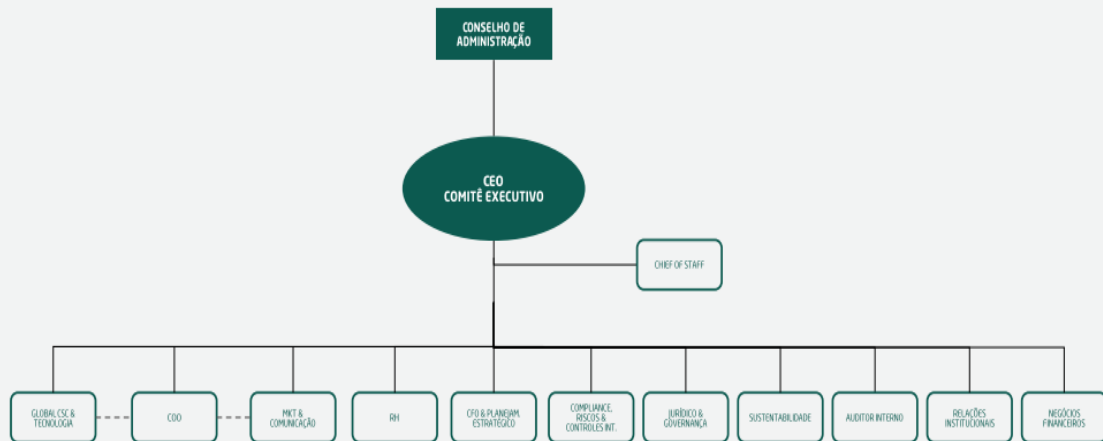 CONSELHO DE
ADMINISTRAÇÃO
CEO
COMITÊ EXECUTIVO
CHIEF OF STAFF
GLOBAL CSC &
TECNOLOGIA
COO
MKT &
COMUNICAÇÃO
RH
CFO & PLANEJAM.
ESTRATÉGICO
COMPLIANCE,
RISCOS &
CONTROLES INT.
JURÍDICO &
GOVERNANÇA
SUSTENTABILIDADE
AUDITOR INTERNO
RELAÇÕES
INSTITUCIONAIS
NEGÓCIOS
FINANCEIROS